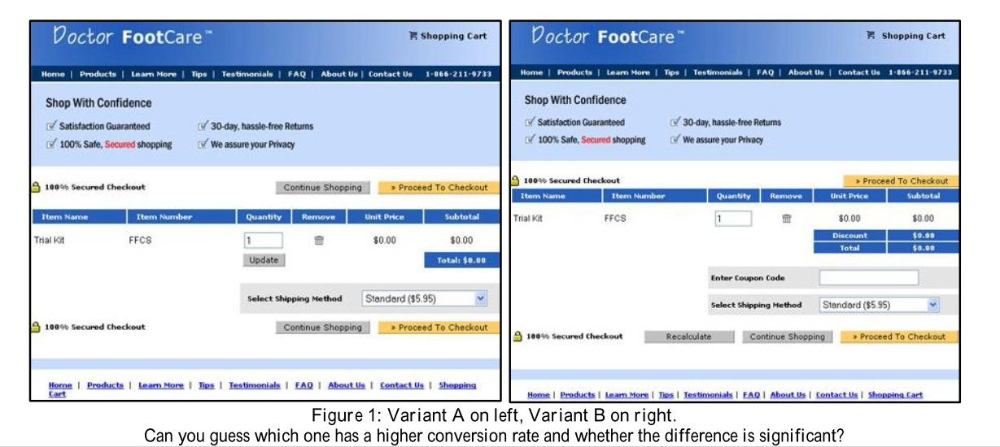 Doctor FootCare™
Shopping Cart
Home | Products | Learn More | Tips | Testimonials | FAQ | About Us | Contact Us 1-866-211-9733
Shop With Confidence
Satisfaction Guaranteed 30-day, hassle-free Returns
100% Safe, Secured shopping We assure your Privacy
100% Secured Checkout Continue Shopping » Proceed To Checkout
Item Name Item Number Quantity Remove Unit Price Subtotal
Trial Kit FFCS 1 $0.00 $0.00
Update Total: $0.00
Select Shipping Method Standard ($5.95)
100% Secured Checkout Continue Shopping » Proceed To Checkout
Home | Products | Learn More | Tips | Testimonials | FAQ | About Us | Contact Us | Shopping
Cart
Doctor FootCare™
Shopping Cart
Home | Products | Learn More | Tips | Testimonials | FAQ | About Us | Contact Us 1-866-211-9733
Shop With Confidence
Satisfaction Guaranteed 30-day, hassle-free Returns
100% Safe, Secured shopping We assure your Privacy
100% Secured Checkout » Proceed To Checkout
Item Name Item Number Quantity Remove Unit Price Subtotal
Trial Kit FFCS 1 $0.00 $0.00
Discount $0.00
Total $0.00
Enter Coupon Code
Select Shipping Method Standard ($5.95)
100% Secured Checkout Recalculate Continue Shopping » Proceed To Checkout
Home | Products | Learn More | Tips | Testimonials | FAQ | About Us | Contact Us | Shopping Cart
Figure 1: Variant A on left, Variant B on right.
Can you guess which one has a higher conversion rate and whether the difference is significant?